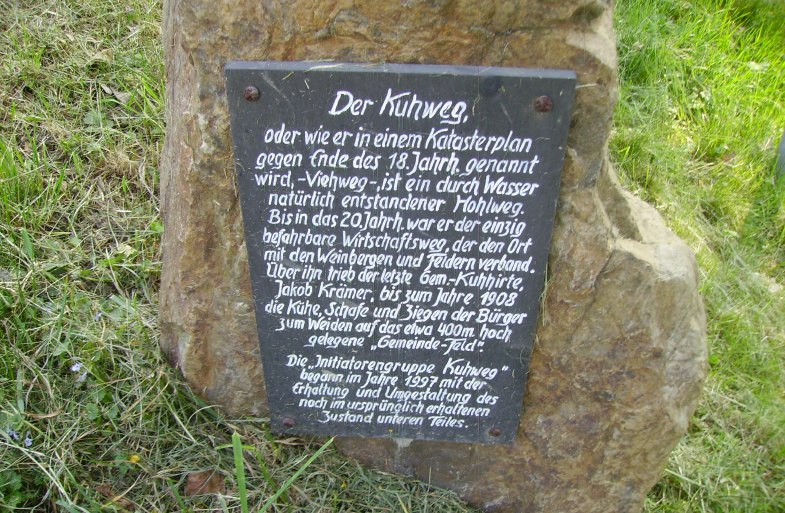 Der Kuhweg,
oder wie er in einem Katasterplan
gegen Ende des 18. Jahrh. genannt
wird, -Viehweg-, ist ein durch Wasser
natürlich entstandener Hohlweg.
Bis in das 20. Jahrh. war er der einzig
befahrbare Wirtschaftsweg, der den Ort
mit den Weinbergen und Feldern verband.
Über ihn trieb der letzte Gem.-Kuhhirte,
Jakob Krämer, bis zum Jahre 1908
die Kühe, Schafe und Ziegen der Bürger
zum Weiden auf das etwa 400m. hoch
gelegene „Gemeinde-Feld".
Die „Initiatorengruppe Kuhweg"
begann im Jahre 1997 mit der
Erhaltung und Umgestaltung des
noch im ursprünglich erhaltenen
Zustand unteren Teiles.